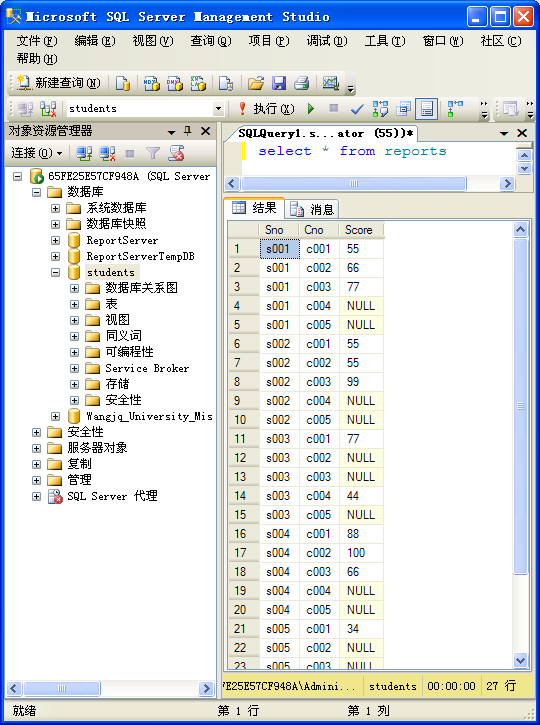 Microsoft SQL Server Management Studio
文件(F) 编辑(E) 视图(V) 查询(Q) 项目(P) 调试(D) 工具(T) 窗口(W) 社区(C)
帮助(H)
新建查询(N)
students 执行(X)
对象资源管理器
连接(O)
65FE25E57CF948A (SQL Server
数据库
系统数据库
数据库快照
ReportServer
ReportServerTempDB
students
数据库关系图
表
视图
同义词
可编程性
Service Broker
存储
安全性
Wangjq_University_Mis
安全性
服务器对象
复制
管理
SQL Server 代理
SQLQuery1.s...ator (55))*
select * from reports
结果 消息
Sno Cno Score
1 s001 c001 55
2 s001 c002 66
3 s001 c003 77
4 s001 c004 NULL
5 s001 c005 NULL
6 s002 c001 55
7 s002 c002 55
8 s002 c003 99
9 s002 c004 NULL
10 s002 c005 NULL
11 s003 c001 77
12 s003 c002 NULL
13 s003 c003 NULL
14 s003 c004 44
15 s003 c005 NULL
16 s004 c001 88
17 s004 c002 100
18 s004 c003 66
19 s004 c004 NULL
20 s004 c005 NULL
21 s005 c001 34
22 s005 c002 NULL
23 s005 c003 NULL
FE25E57CF948A\Admini... students 00:00:00 27 行
就绪 第 1 行 第 1 列